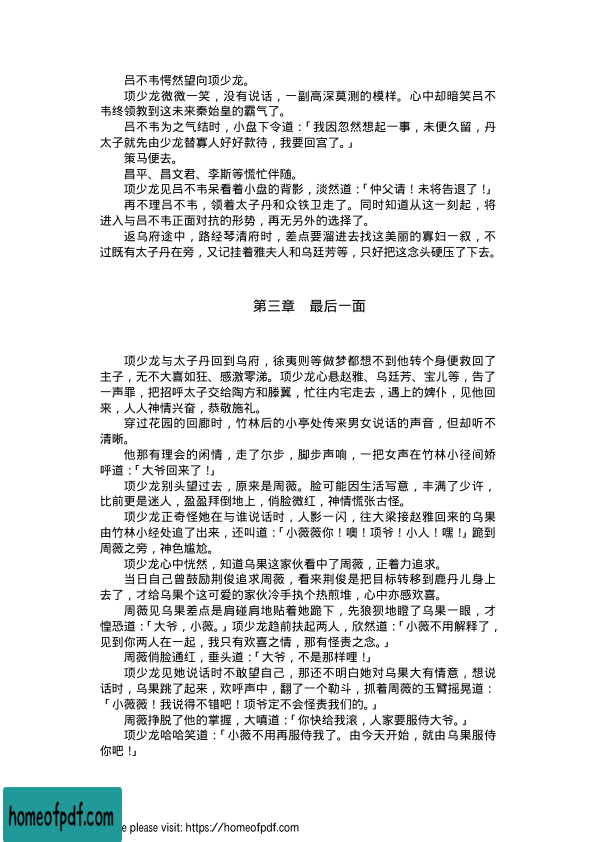 吕不韦愕然望向项少龙。
项少龙微微一笑，没有说话，一副高深莫测的模样。心中却暗笑吕不
韦终领教到这未来秦始皇的霸气了。
吕不韦为之气结时，小盘下令道：「我因忽然想起一事，未便久留，丹
太子就先由少龙替寡人好好款待，我要回宫了。」
策马便去。
昌平、昌文君、李斯等慌忙伴随。
项少龙见吕不韦呆看着小盘的背影，淡然道：「仲父请！未将告退了！」
再不理吕不韦，领着太子丹和众铁卫走了。同时知道从这一刻起，将
进入与吕不韦正面对抗的形势，再无另外的选择了。
返乌府途中，路经琴清府时，差点要溜进去找这美丽的寡妇一叙，不
过既有太子丹在旁，又记挂着雅夫人和乌廷芳等，只好把这念头硬压了下去。
第三章　最后一面
项少龙与太子丹回到乌府，徐夷则等做梦都想不到他转个身便救回了
主子，无不大喜如狂、感激零涕。项少龙心悬赵雅、乌廷芳、宝儿等，告了
一声罪，把招呼太子交给陶方和滕翼，忙往内宅走去，遇上的婢仆，见他回
来，人人神情兴奋，恭敬施礼。
穿过花园的回廊时，竹林后的小亭处传来男女说话的声音，但却听不
清晰。
他那有理会的闲情，走了尔步，脚步声响，一把女声在竹林小径间娇
呼道：「大爷回来了！」
项少龙别头望过去，原来是周薇。脸可能因生活写意，丰满了少许，
比前更是迷人，盈盈拜倒地上，俏脸微红，神情慌张古怪。
项少龙正奇怪她在与谁说话时，人影一闪，往大梁接赵雅回来的乌果
由竹林小经处追了出来，还叫道：「小薇薇你！噢！项爷！小人！嘿！」跪到
周薇之旁，神色尴尬。
项少龙心中恍然，知道乌果这家伙看中了周薇，正着力追求。
当日自己曾鼓励荆俊追求周薇，看来荆俊是把目标转移到鹿丹儿身上
去了，才给乌果个这可爱的家伙冷手执个热煎堆，心中亦感欢喜。
周薇见乌果差点是肩碰肩地贴着她跪下，先狼狈地瞪了乌果一眼，才
惶恐道：「大爷，小薇。」项少龙趋前扶起两人，欣然道：「小薇不用解释了，
见到你两人在一起，我只有欢喜之情，那有怪责之念。」
周薇俏脸通红，垂头道：「大爷，不是那样哩！」
项少龙见她说话时不敢望自己，那还不明白她对乌果大有情意，想说
话时，乌果跳了起来，欢呼声中，翻了一个勒斗，抓着周薇的玉臂摇晃道：
「小薇薇！我说得不错吧！项爷定不会怪责我们的。」
周薇挣脱了他的掌握，大嗔道：「你快给我滚，人家要服侍大爷。」
项少龙哈哈笑道：「小薇不用再服侍我了。由今天开始，就由乌果服侍
你吧！」
homeofpdf.com
e please visit: https://homeofpdf.com